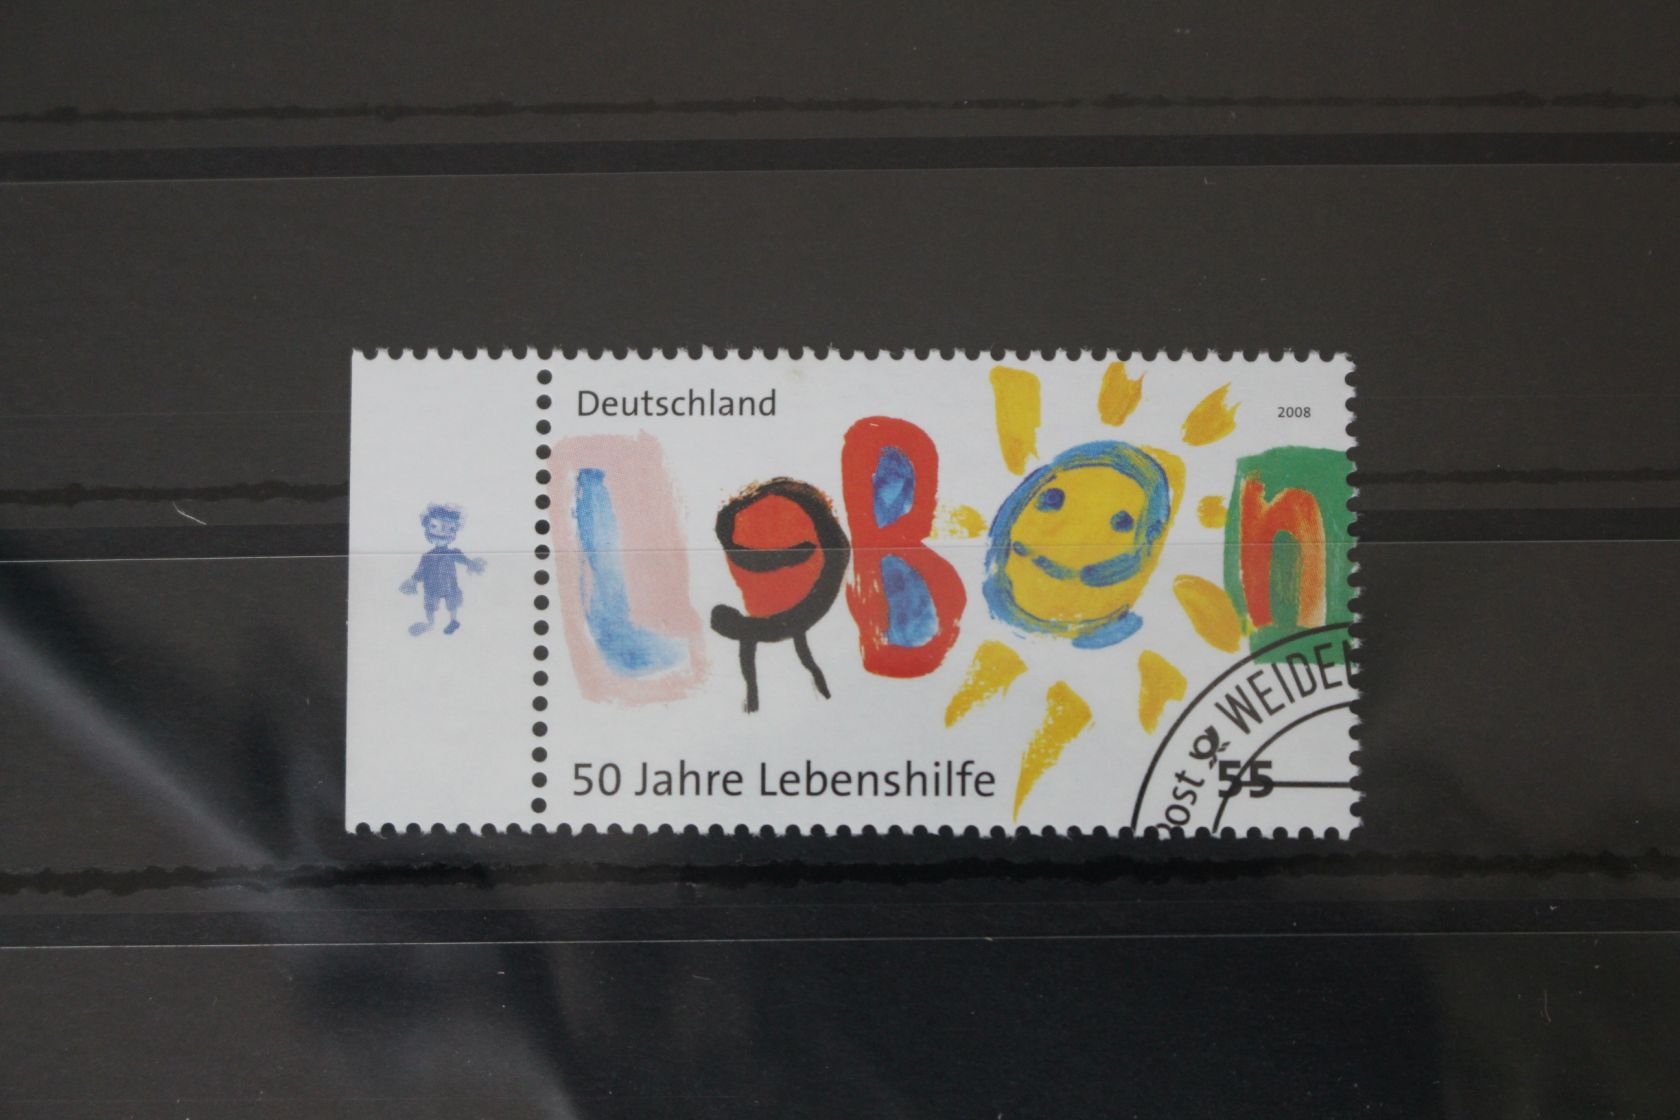 Deutschland
2008
LeBen
50 Jahre Lebenshilfe
55
WEIDE
Post